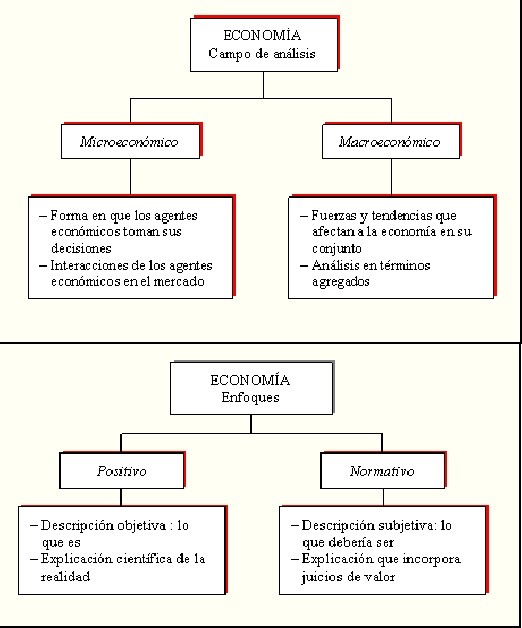 ECONOMÍA
Campo de análisis
Microeconómico
Macroeconómico
– Forma en que los agentes
económicos toman sus
decisiones
– Interacciones de los agentes
económicos en el mercado
– Fuerzas y tendencias que
afectan a la economía en su
conjunto
– Análisis en términos
agregados
ECONOMÍA
Enfoques
Positivo
Normativo
– Descripción objetiva : lo
que es
– Explicación científica de la
realidad
– Descripción subjetiva: lo
que debería ser
– Explicación que incorpora
juicios de valor